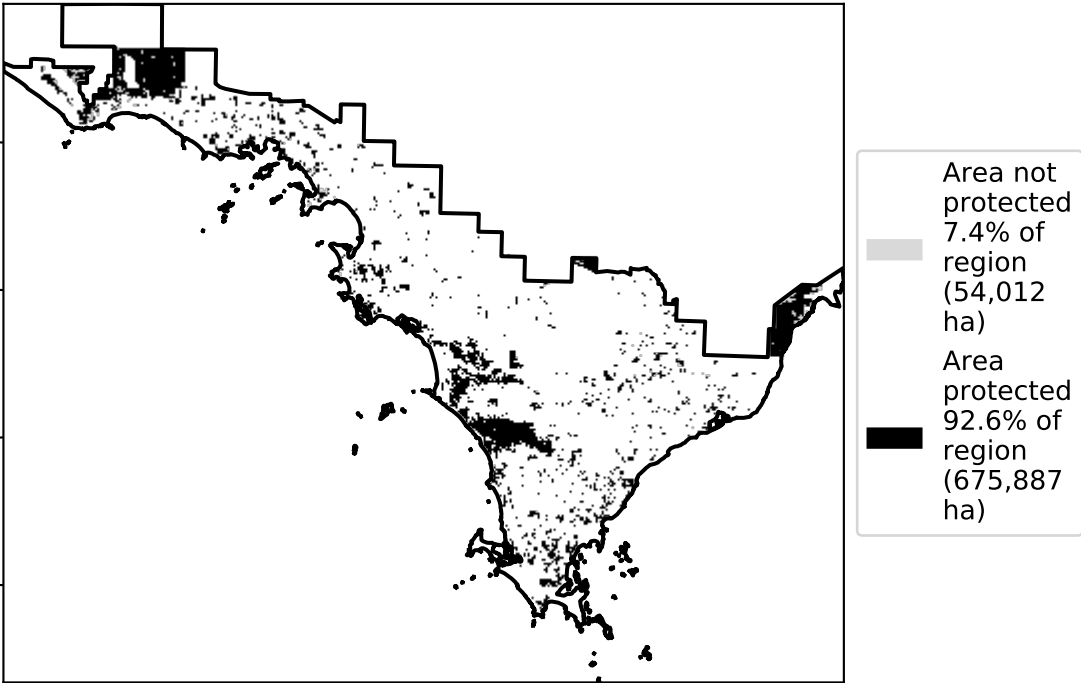 Area not
protected
7.4% of
region
(54,012
ha)
Area
protected
92.6% of
region
(675,887
ha)